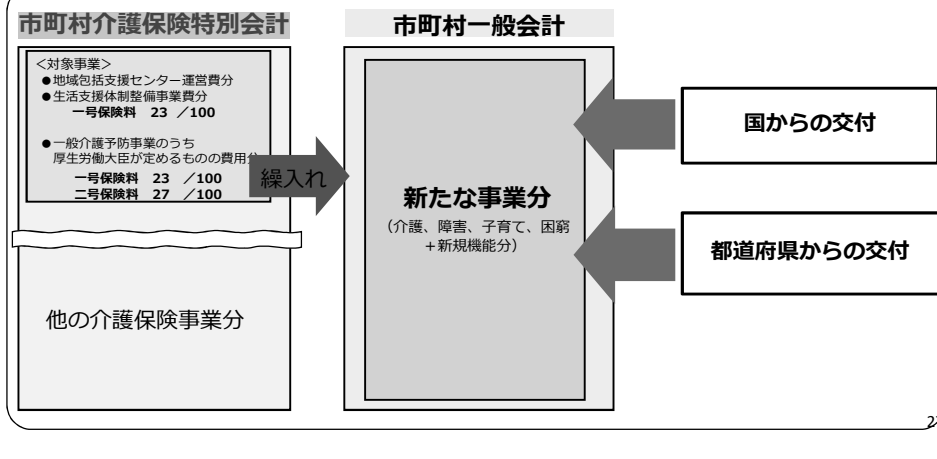 市町村介護保険特別会計
＜対象事業＞
●地域包括支援センター運営費分
●生活支援体制整備事業費分
一号保険料　23　／100
●一般介護予防事業のうち
厚生労働大臣が定めるものの費用分
一号保険料　23　／100
二号保険料　27　／100
繰入れ
他の介護保険事業分
市町村一般会計
新たな事業分
（介護、障害、子育て、困窮
＋新規機能分）
国からの交付
都道府県からの交付